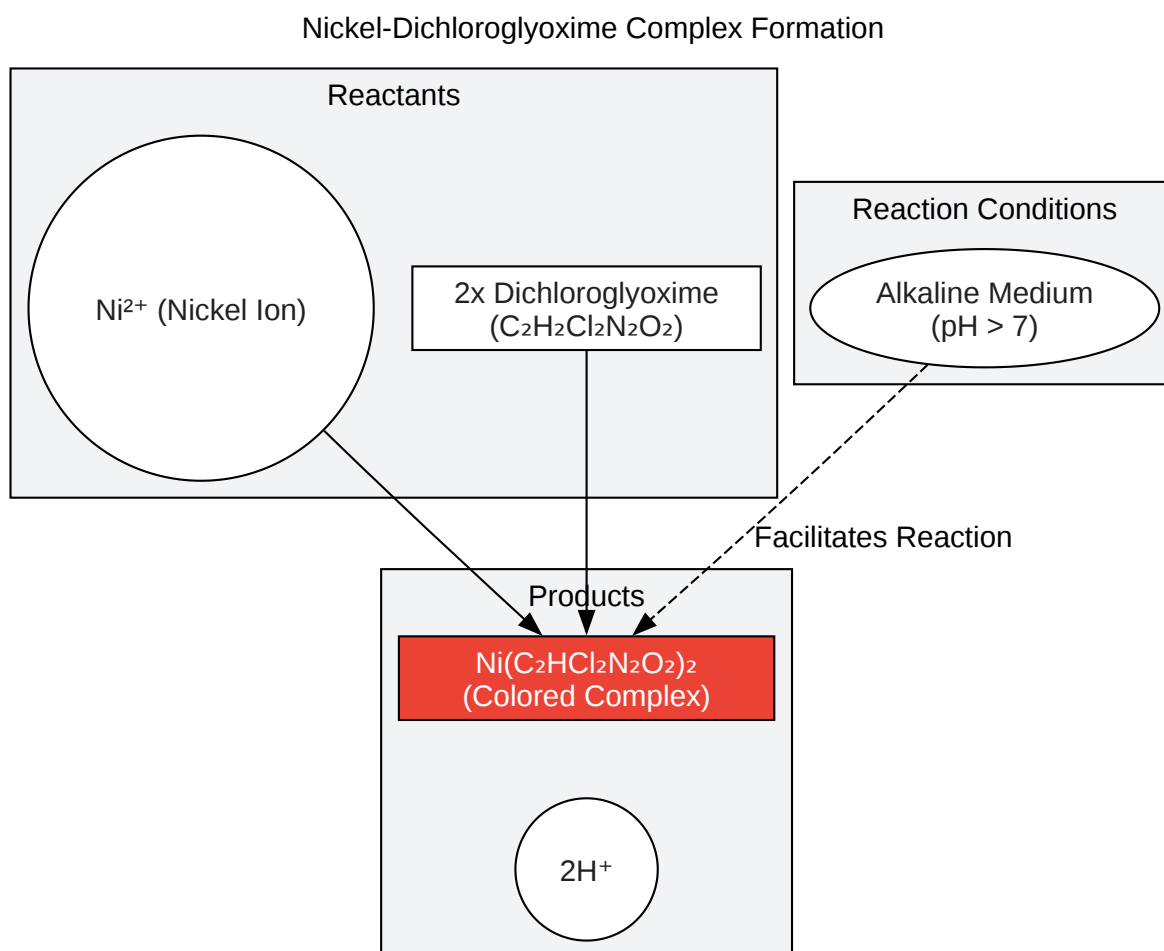 Nickel-Dichloroglyoxime Complex Formation
Reactants
Ni²⁺ (Nickel Ion)
2x Dichloroglyoxime
(C₂H₂Cl₂N₂O₂)
Reaction Conditions
Alkaline Medium
(pH > 7)
Facilitates Reaction
Products
Ni(C₂HCl₂N₂O₂)₂
(Colored Complex)
2H⁺